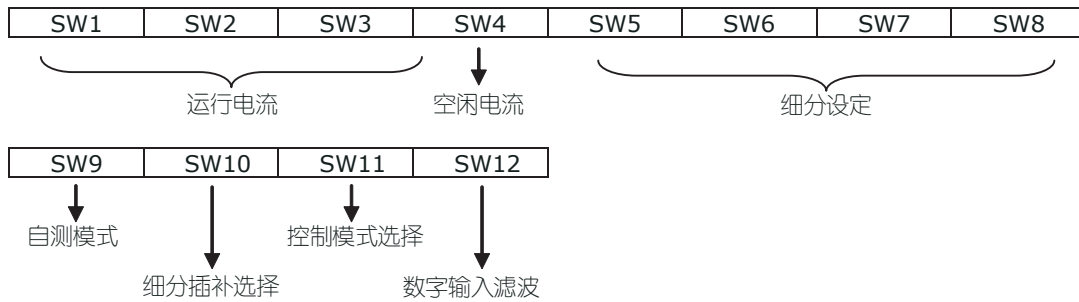 SW1 SW2 SW3 SW4 SW5 SW6 SW7 SW8
运行电流 空闲电流 细分设定
SW9 SW10 SW11 SW12
自测模式 控制模式选择
细分插补选择 数字输入滤波